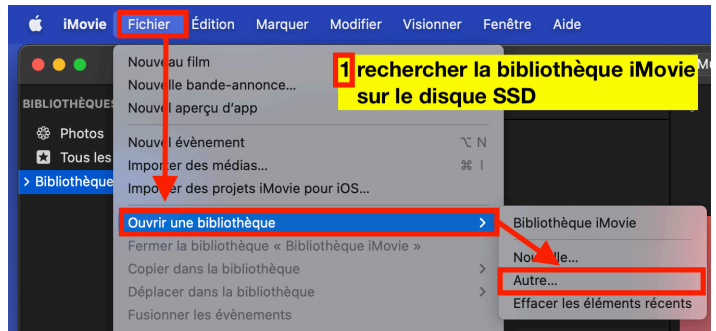 iMovie Fichier Édition Marquer Modifier Visionner Fenêtre Aide
1 rechercher la bibliothèque iMovie
sur le disque SSD
BIBLIOTHÈQUES
Photos
Tous les
> Bibliothèque
Nouveau film
Nouvelle bande-annonce...
Nouvel aperçu d'app
Nouvel évènement ⌥ N
Importer des médias... ⌘ I
Importer des projets iMovie pour iOS...
Ouvrir une bibliothèque >
Fermer la bibliothèque « Bibliothèque iMovie »
Copier dans la bibliothèque >
Déplacer dans la bibliothèque >
Fusionner les évènements
Bibliothèque iMovie
Nouvelle...
Autre...
Effacer les éléments récents